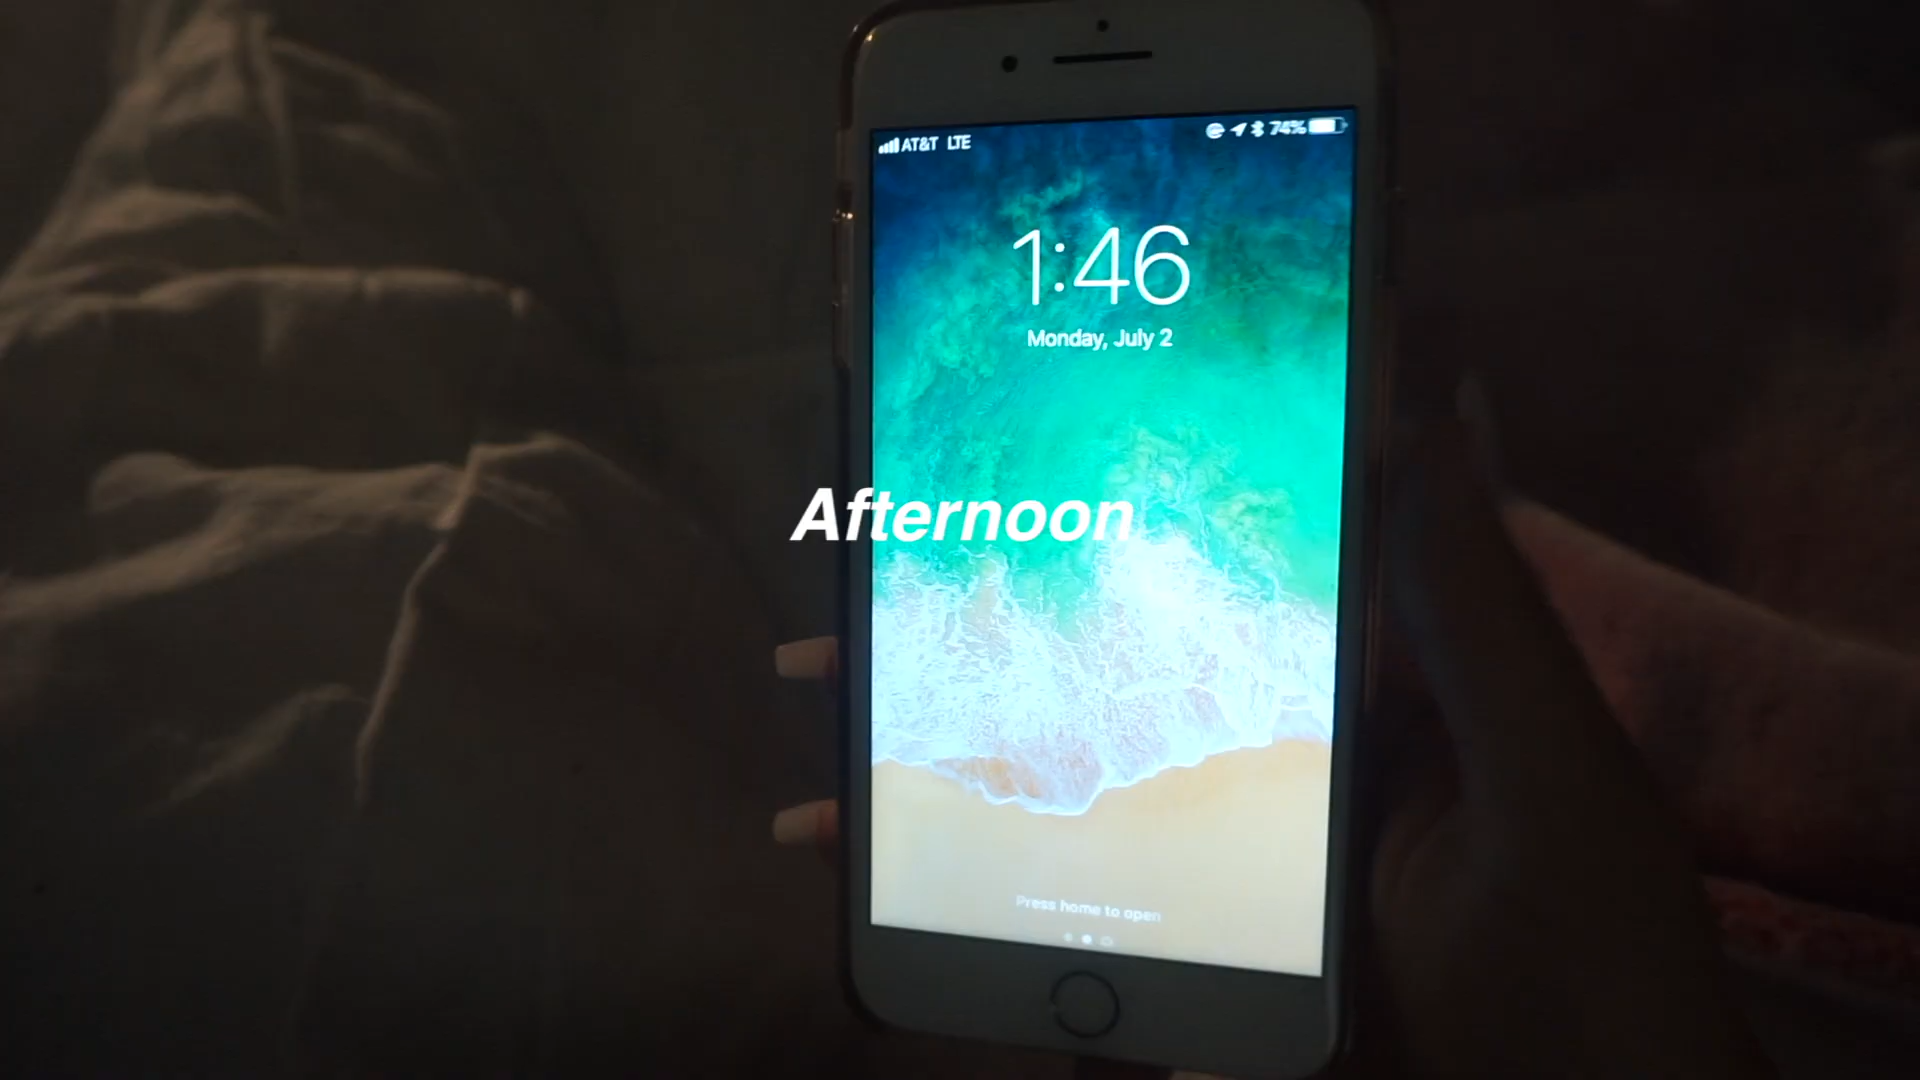 AT&T LTE 74%
1:46
Monday, July 2
Afternoon
Press home to open